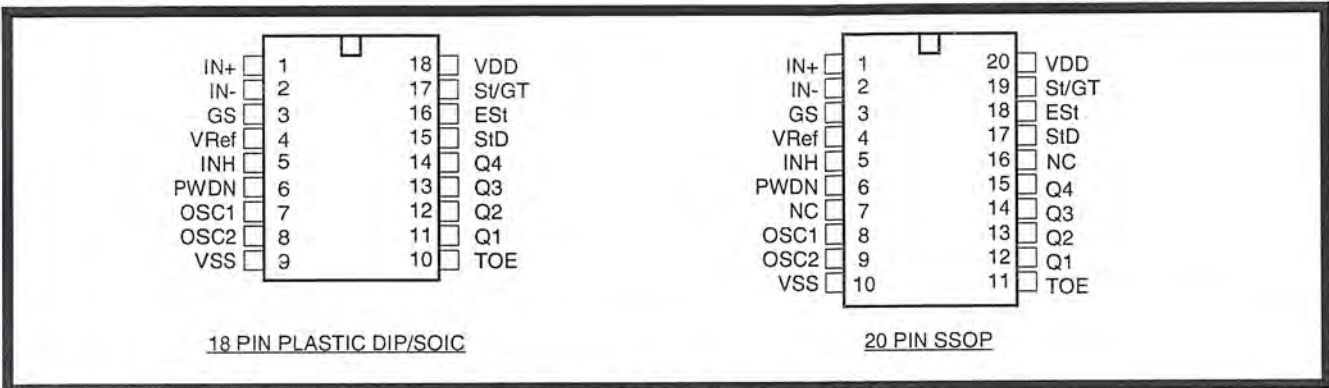 IN+ 1 18 VDD
IN- 2 17 St/GT
GS 3 16 ESt
VRef 4 15 StD
INH 5 14 Q4
PWDN 6 13 Q3
OSC1 7 12 Q2
OSC2 8 11 Q1
VSS 9 10 TOE
18 PIN PLASTIC DIP/SOIC
IN+ 1 20 VDD
IN- 2 19 St/GT
GS 3 18 ESt
VRef 4 17 StD
INH 5 16 NC
PWDN 6 15 Q4
NC 7 14 Q3
OSC1 8 13 Q2
OSC2 9 12 Q1
VSS 10 11 TOE
20 PIN SSOP